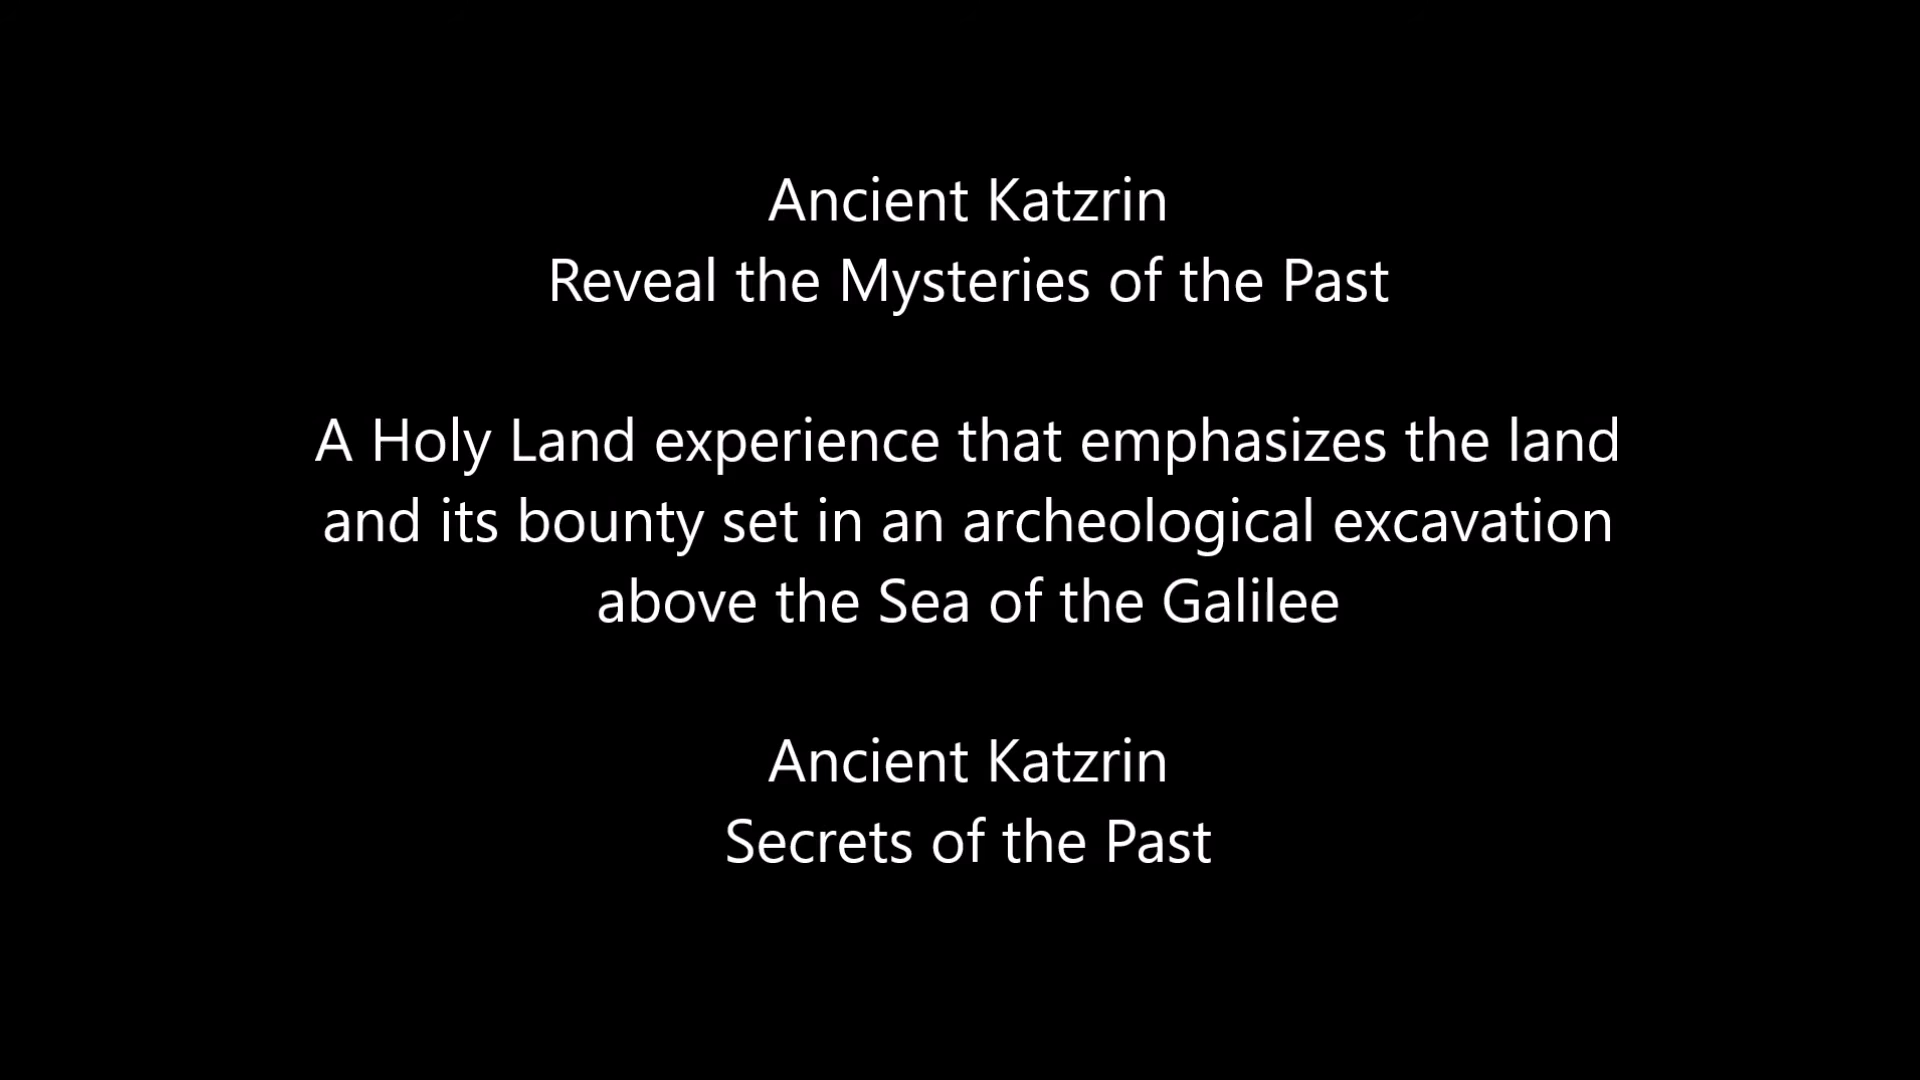 Ancient Katzrin
Reveal the Mysteries of the Past
A Holy Land experience that emphasizes the land
and its bounty set in an archeological excavation
above the Sea of the Galilee
Ancient Katzrin
Secrets of the Past